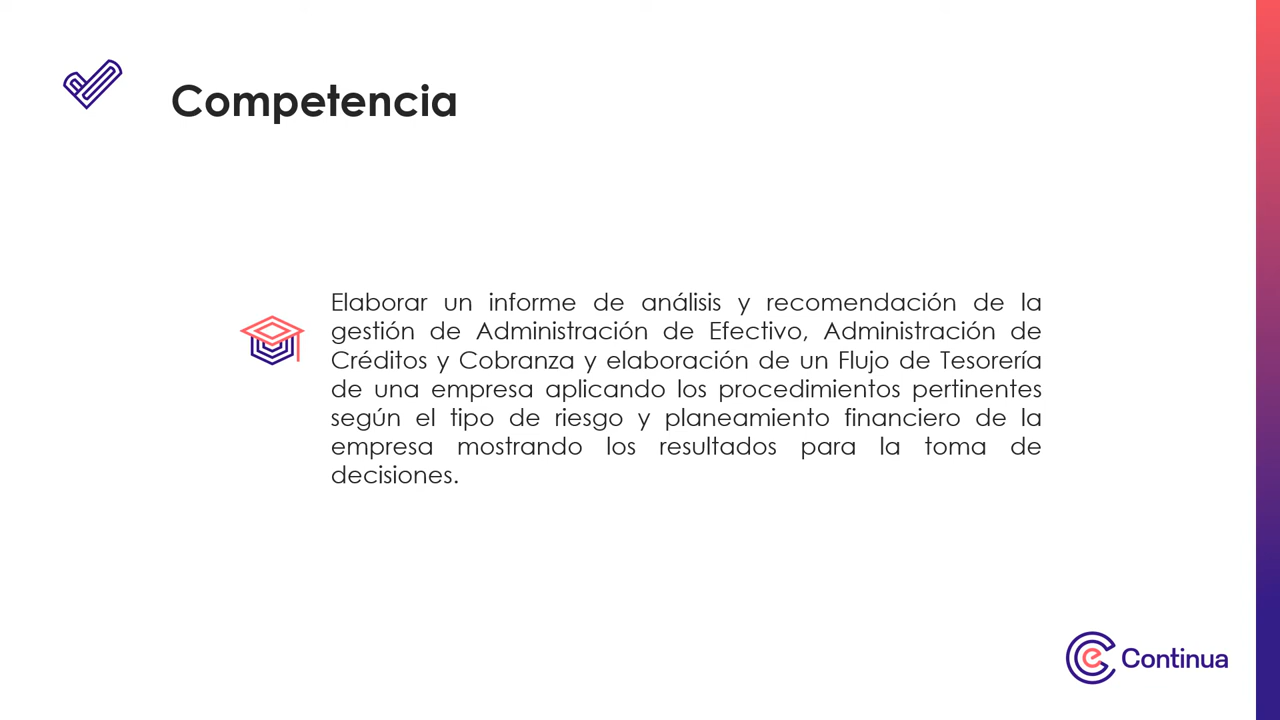 Competencia
Elaborar un informe de análisis y recomendación de la
gestión de Administración de Efectivo, Administración de
Créditos y Cobranza y elaboración de un Flujo de Tesorería
de una empresa aplicando los procedimientos pertinentes
según el tipo de riesgo y planeamiento financiero de la
empresa mostrando los resultados para la toma de
decisiones.
Continua